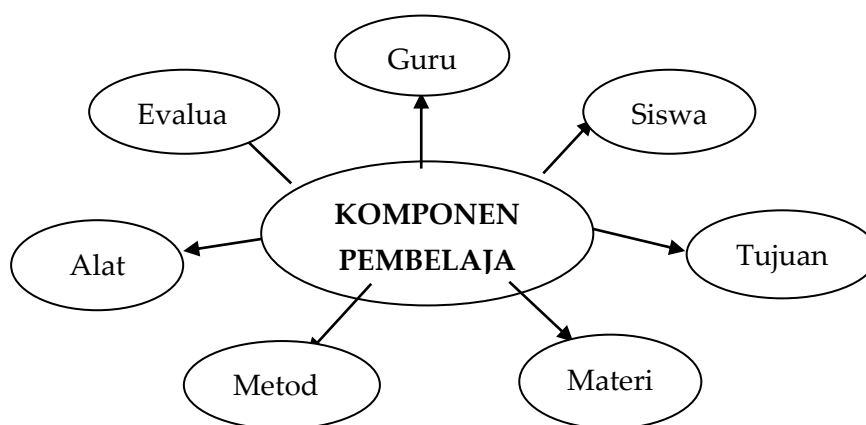 Guru
Evalua
Siswa
KOMPONEN
PEMBELAJA
Alat
Tujuan
Metod
Materi